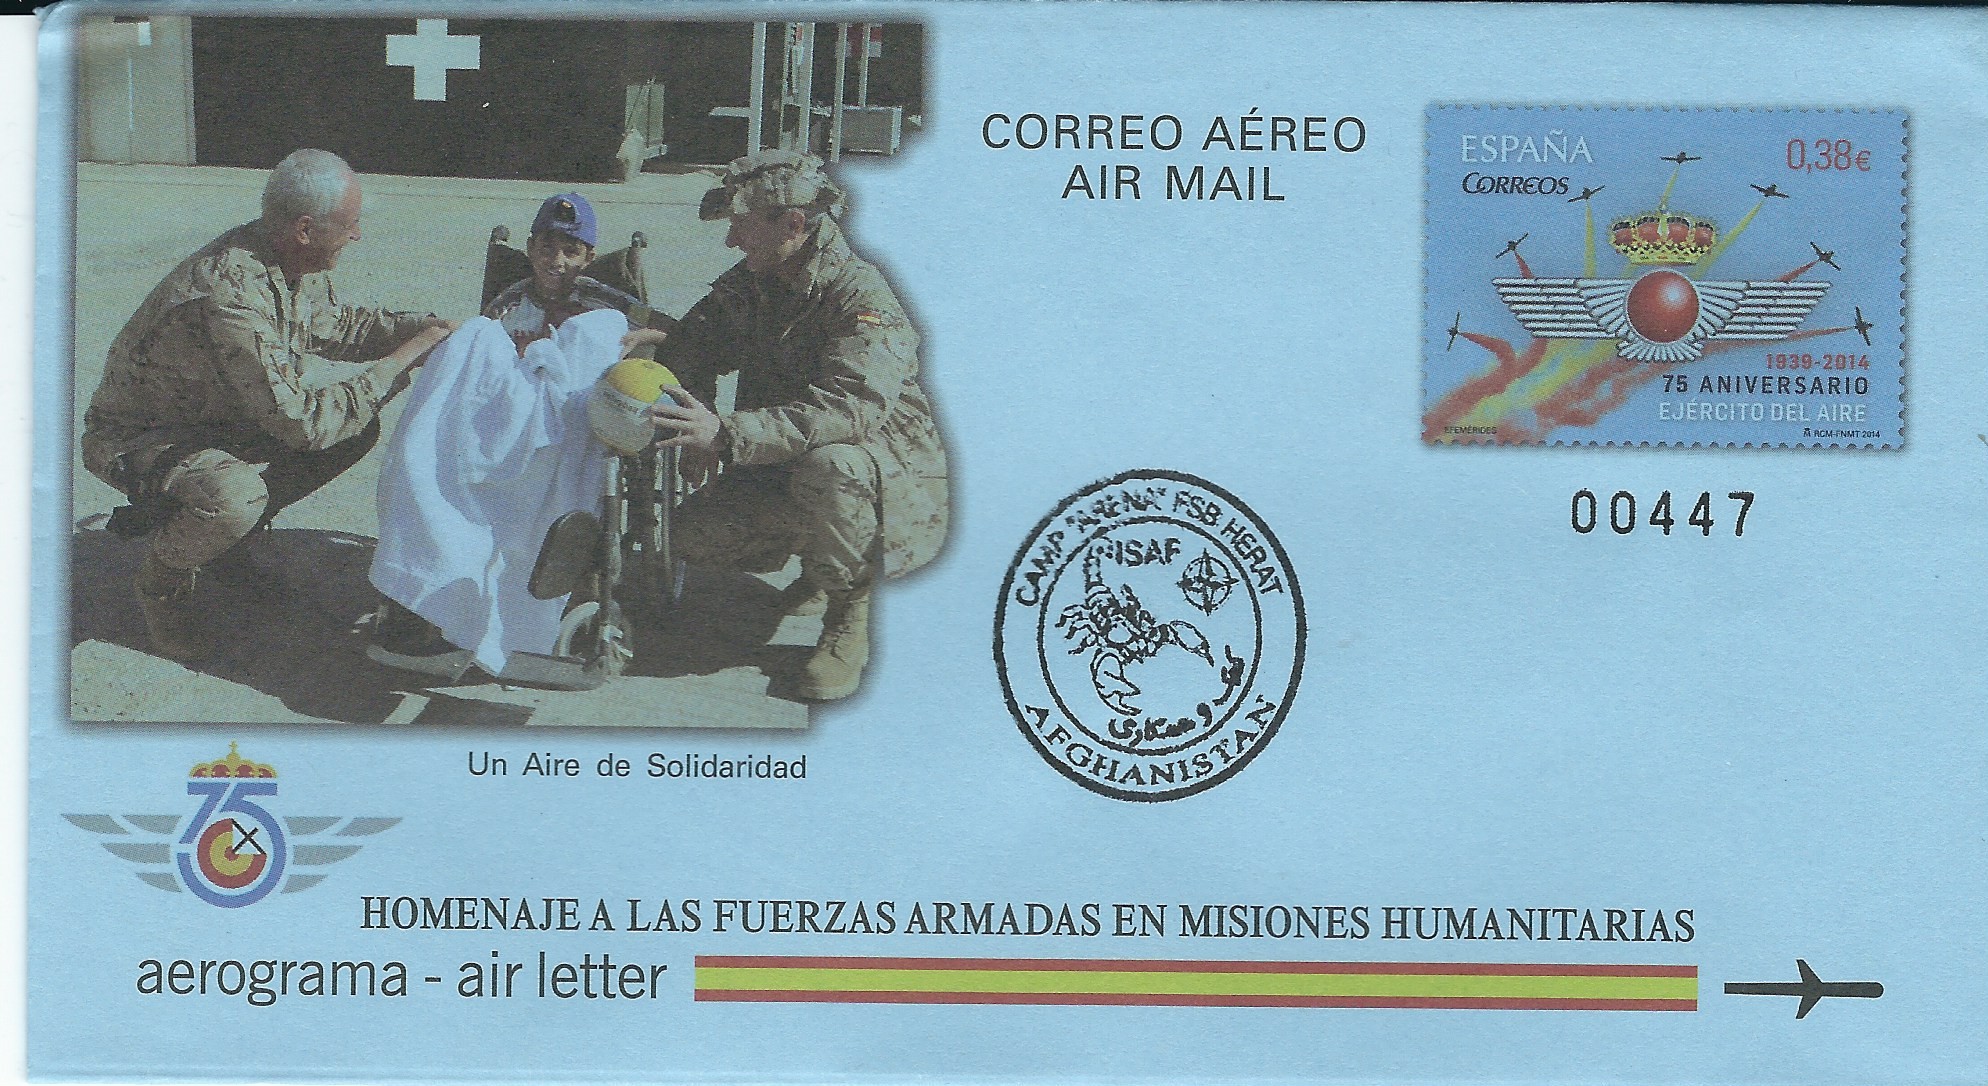 CORREO AÉREO
AIR MAIL
ESPAÑA
CORREOS
0,38€
1939-2014
75 ANIVERSARIO
EJÉRCITO DEL AIRE
EFEMÉRIDES
RCM-FNMT 2014
00447
CAMP "ARENA" FSB HERAT
ISAF
کمک و همکاری
AFGHANISTAN
Un Aire de Solidaridad
75
HOMENAJE A LAS FUERZAS ARMADAS EN MISIONES HUMANITARIAS
aerograma - air letter